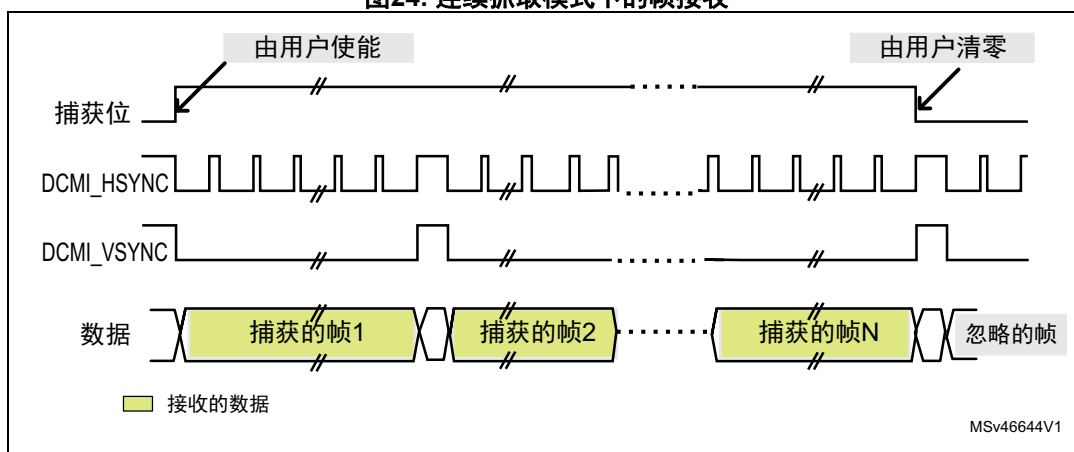 图24. 连续抓取模式下的帧接收
由用户使能
由用户清零
捕获位
DCMI_HSYNC
DCMI_VSYNC
数据
捕获的帧1
捕获的帧2
捕获的帧N
忽略的帧
接收的数据
MSv46644V1